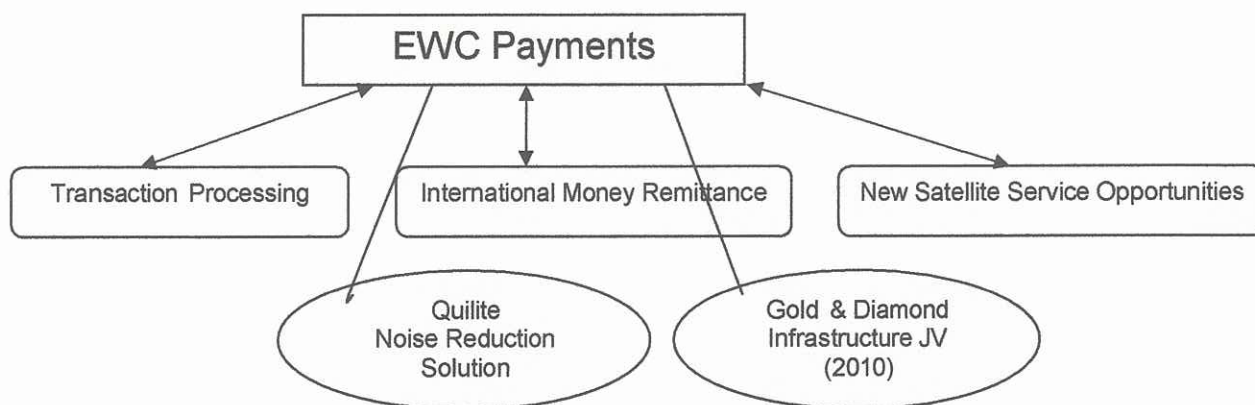 EWC Payments
Transaction Processing
International Money Remittance
New Satellite Service Opportunities
Quilite
Noise Reduction
Solution
Gold & Diamond
Infrastructure JV
(2010)